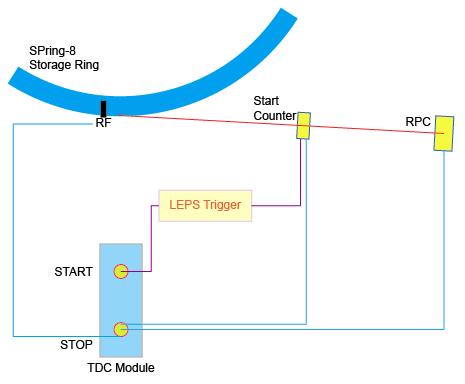 SPring-8
Storage Ring
RF
Start
Counter
RPC
LEPS Trigger
START
STOP
TDC Module